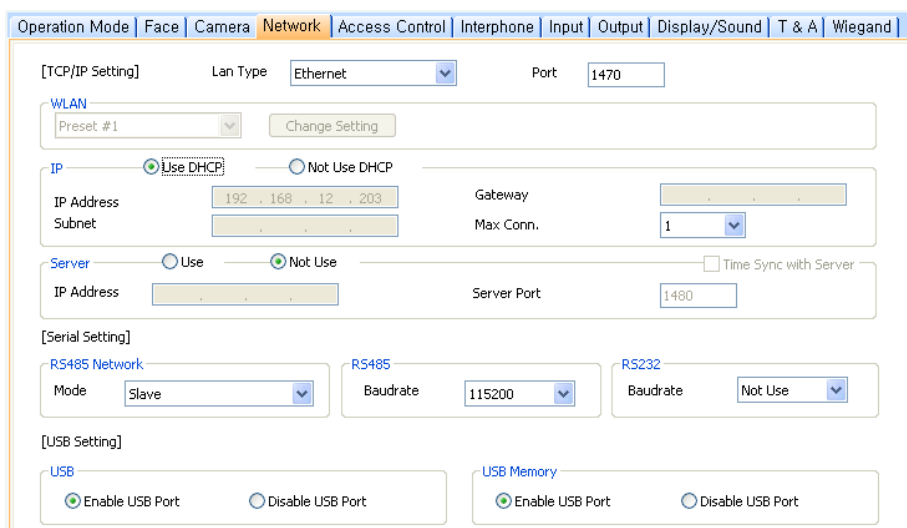 Operation Mode Face Camera Network Access Control Interphone Input Output Display/Sound T & A Wiegand
[TCP/IP Setting] Lan Type Ethernet Port 1470
WLAN
Preset #1 Change Setting
IP Use DHCP Not Use DHCP
IP Address 192 . 168 . 12 . 203 Gateway . . .
Subnet . . . Max Conn. 1
Server Use Not Use Time Sync with Server
IP Address . . . Server Port 1480
[Serial Setting]
RS485 Network RS485 RS232
Mode Slave Baudrate 115200 Baudrate Not Use
[USB Setting]
USB USB Memory
Enable USB Port Disable USB Port Enable USB Port Disable USB Port